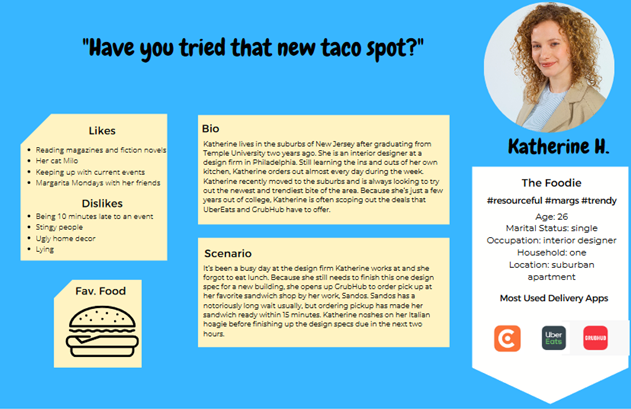 "Have you tried that new taco spot?"
Katherine H.
Likes
Reading magazines and fiction novels
Her cat Milo
Keeping up with current events
Margarita Mondays with her friends
Dislikes
Being 10 minutes late to an event
Stingy people
Ugly home decor
Lying
Fav. Food
Bio
Katherine lives in the suburbs of New Jersey after graduating from
Temple University two years ago. She is an interior designer at a
design firm in Philadelphia. Still learning the ins and outs of her own
kitchen, Katherine orders out almost every day during the week.
Katherine recently moved to the suburbs and is always looking to try
out the newest and trendiest bite of the area. Because she's just a few
years out of college, Katherine is often scoping out the deals that
UberEats and GrubHub have to offer.
Scenario
It's been a busy day at the design firm Katherine works at and she
forgot to eat lunch. Because she still needs to finish this one design
spec for a new building, she opens up GrubHub to order pick up at
her favorite sandwich shop by her work, Sandos. Sandos has a
notoriously long wait usually, but ordering pickup has made her
sandwich ready within 15 minutes. Katherine noshes on her Italian
hoagie before finishing up the design specs due in the next two
hours.
The Foodie
#resourceful #margs #trendy
Age: 26
Marital Status: single
Occupation: interior designer
Household: one
Location: suburban
apartment
Most Used Delivery Apps
C
Uber
Eats
GRUBHUB